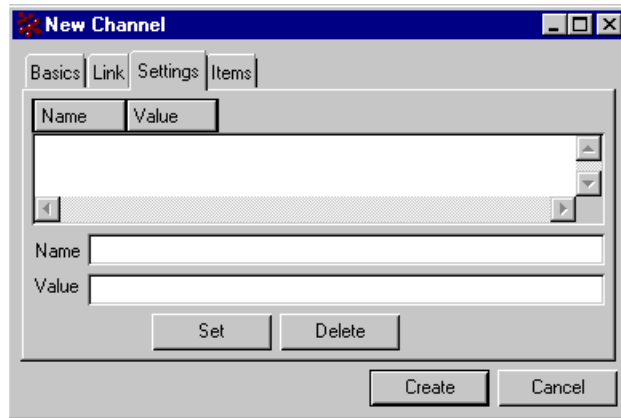 New Channel
Basics Link Settings Items
Name Value
Name
Value
Set Delete
Create Cancel